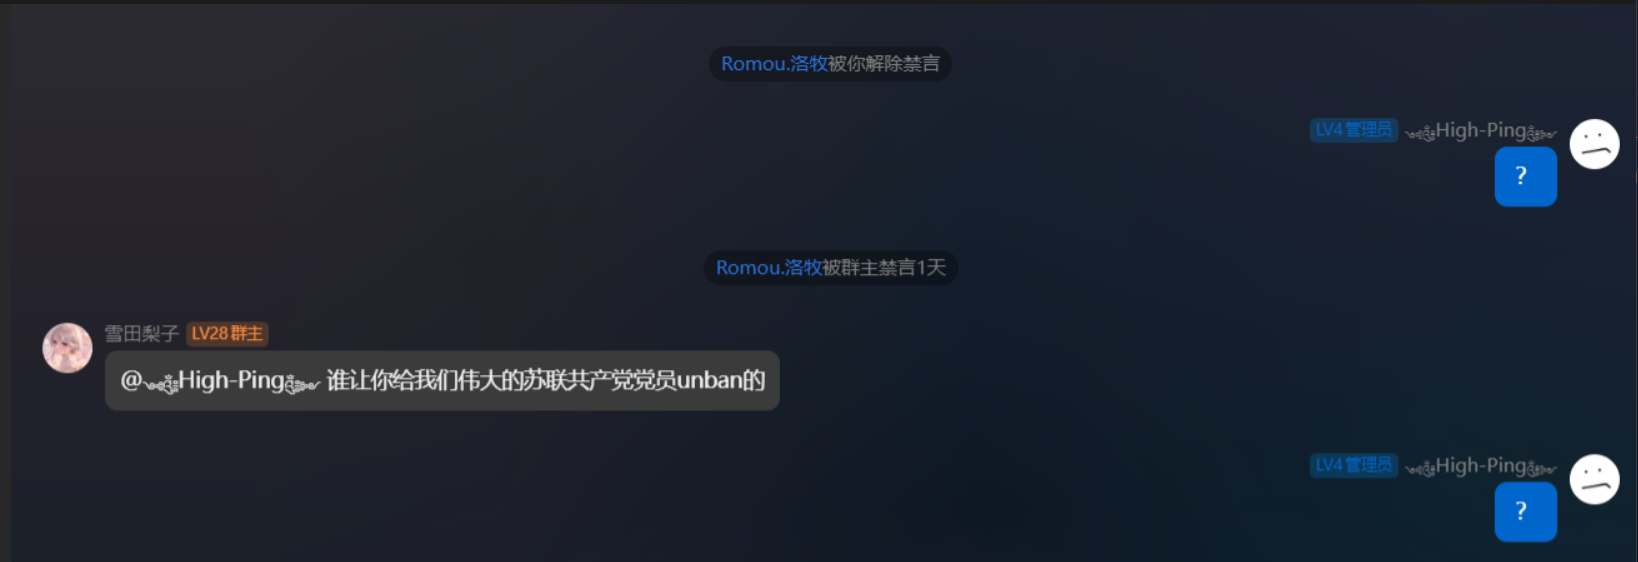 Romou.洛牧被你解除禁言
LV4 管理员 ࿐High-Ping࿐
?
Romou.洛牧被群主禁言1天
雪田梨子 LV28 群主
@࿐High-Ping࿐ 谁让你给我们伟大的苏联共产党党员unban的
LV4 管理员 ࿐High-Ping࿐
?